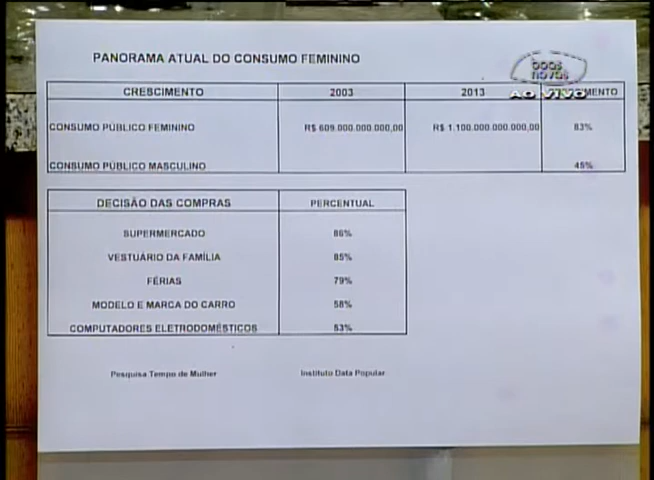 PANORAMA ATUAL DO CONSUMO FEMININO
boas
novas
AO VIVO
CRESCIMENTO 2003 2013
CONSUMO PÚBLICO FEMININO R$ 609.000.000.000,00 R$ 1.100.000.000.000,00 83%
CONSUMO PÚBLICO MASCULINO 45%
DECISÃO DAS COMPRAS PERCENTUAL
SUPERMERCADO 86%
VESTUÁRIO DA FAMÍLIA 85%
FÉRIAS 79%
MODELO E MARCA DO CARRO 58%
COMPUTADORES ELETRODOMÉSTICOS 53%
Pesquisa Tempo de Mulher Instituto Data Popular